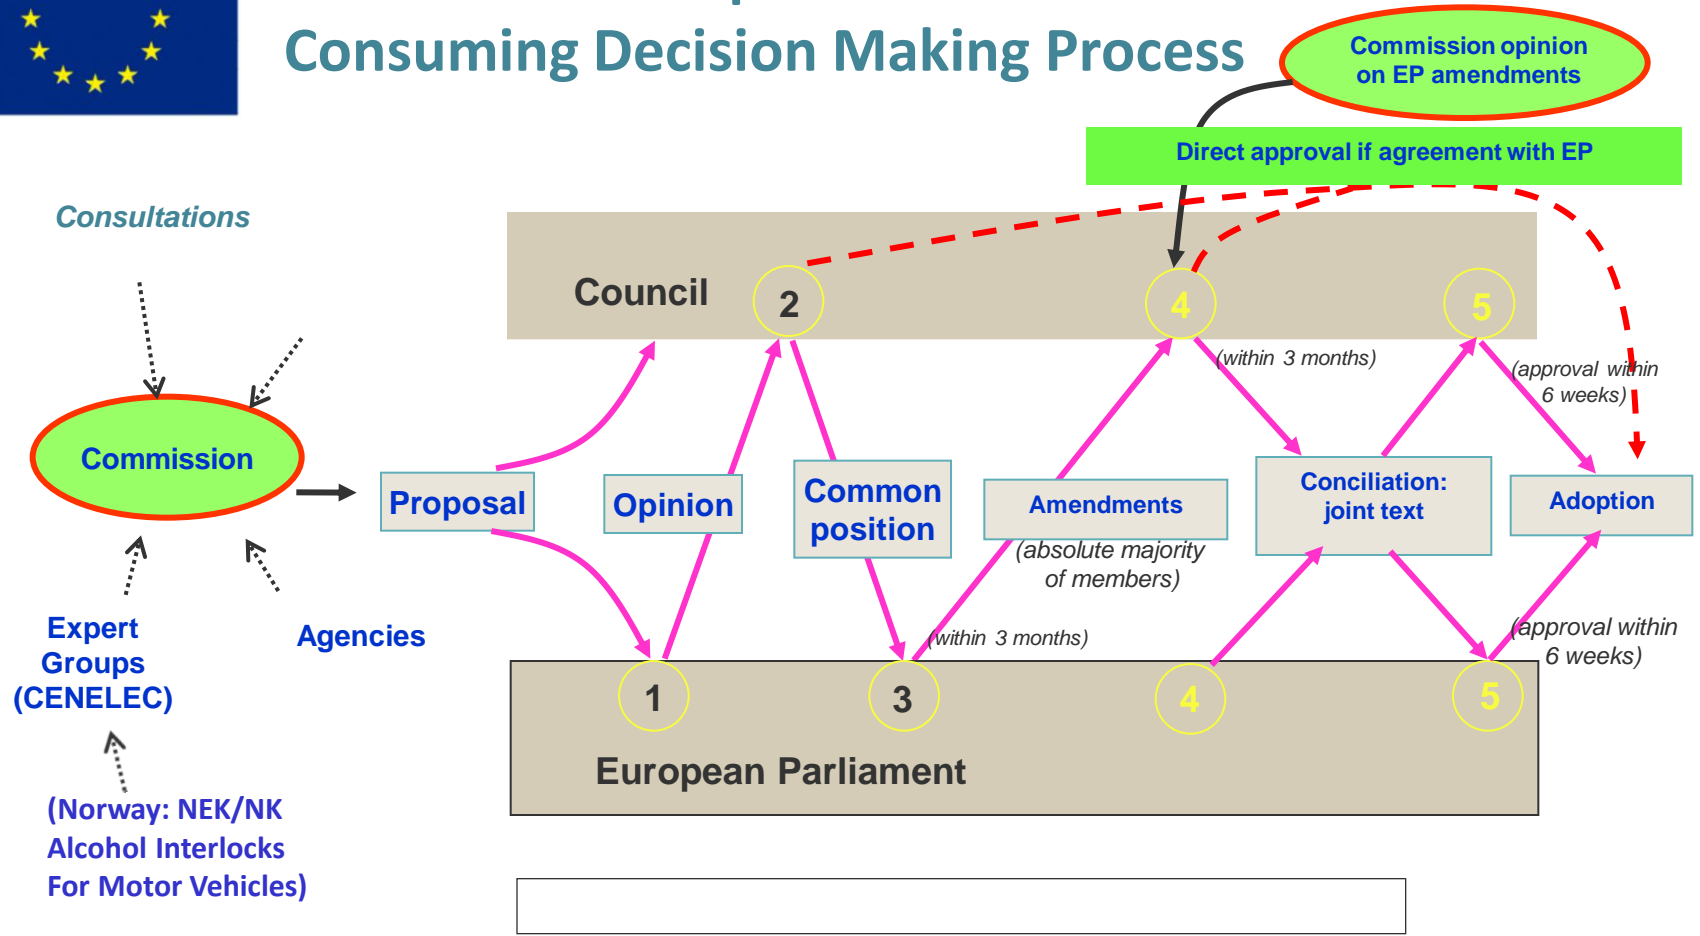 Consuming Decision Making Process
Commission opinion
on EP amendments
Direct approval if agreement with EP
Consultations
Council
2
4
5
(within 3 months)
(approval within
6 weeks)
Commission
Proposal
Opinion
Common
position
Amendments
(absolute majority
of members)
Conciliation:
joint text
Adoption
Expert
Groups
(CENELEC)
Agencies
(within 3 months)
(approval within
6 weeks)
1
3
4
5
European Parliament
(Norway: NEK/NK
Alcohol Interlocks
For Motor Vehicles)